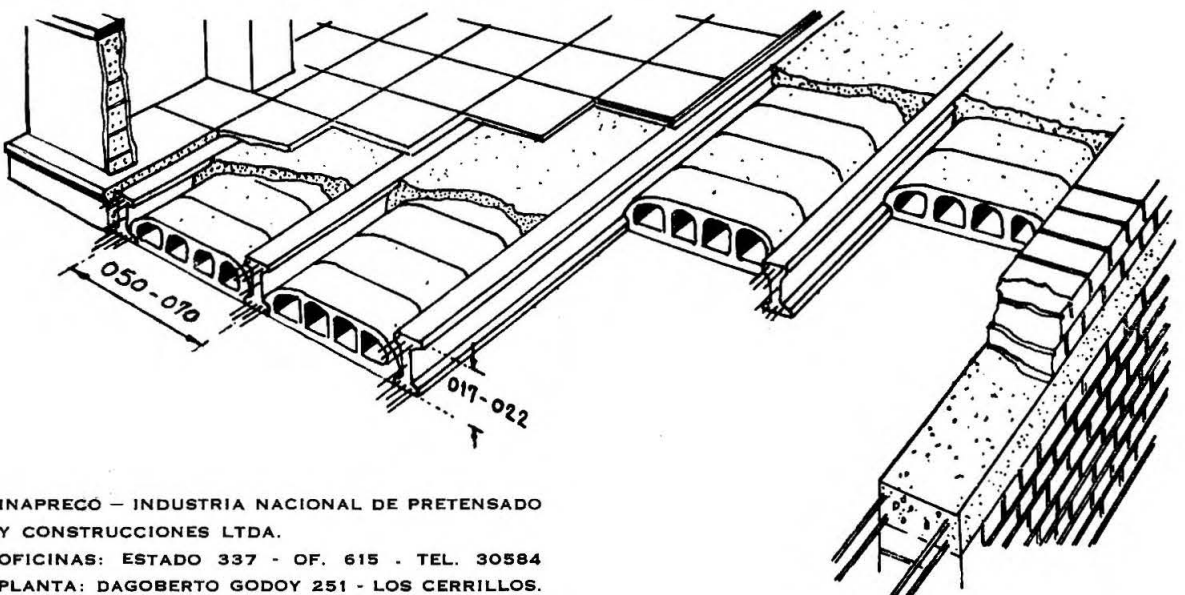 050-070
017-022
INAPRECO – INDUSTRIA NACIONAL DE PRETENSADO
Y CONSTRUCCIONES LTDA.
OFICINAS: ESTADO 337 - OF. 615 - TEL. 30584
PLANTA: DAGOBERTO GODOY 251 - LOS CERRILLOS.